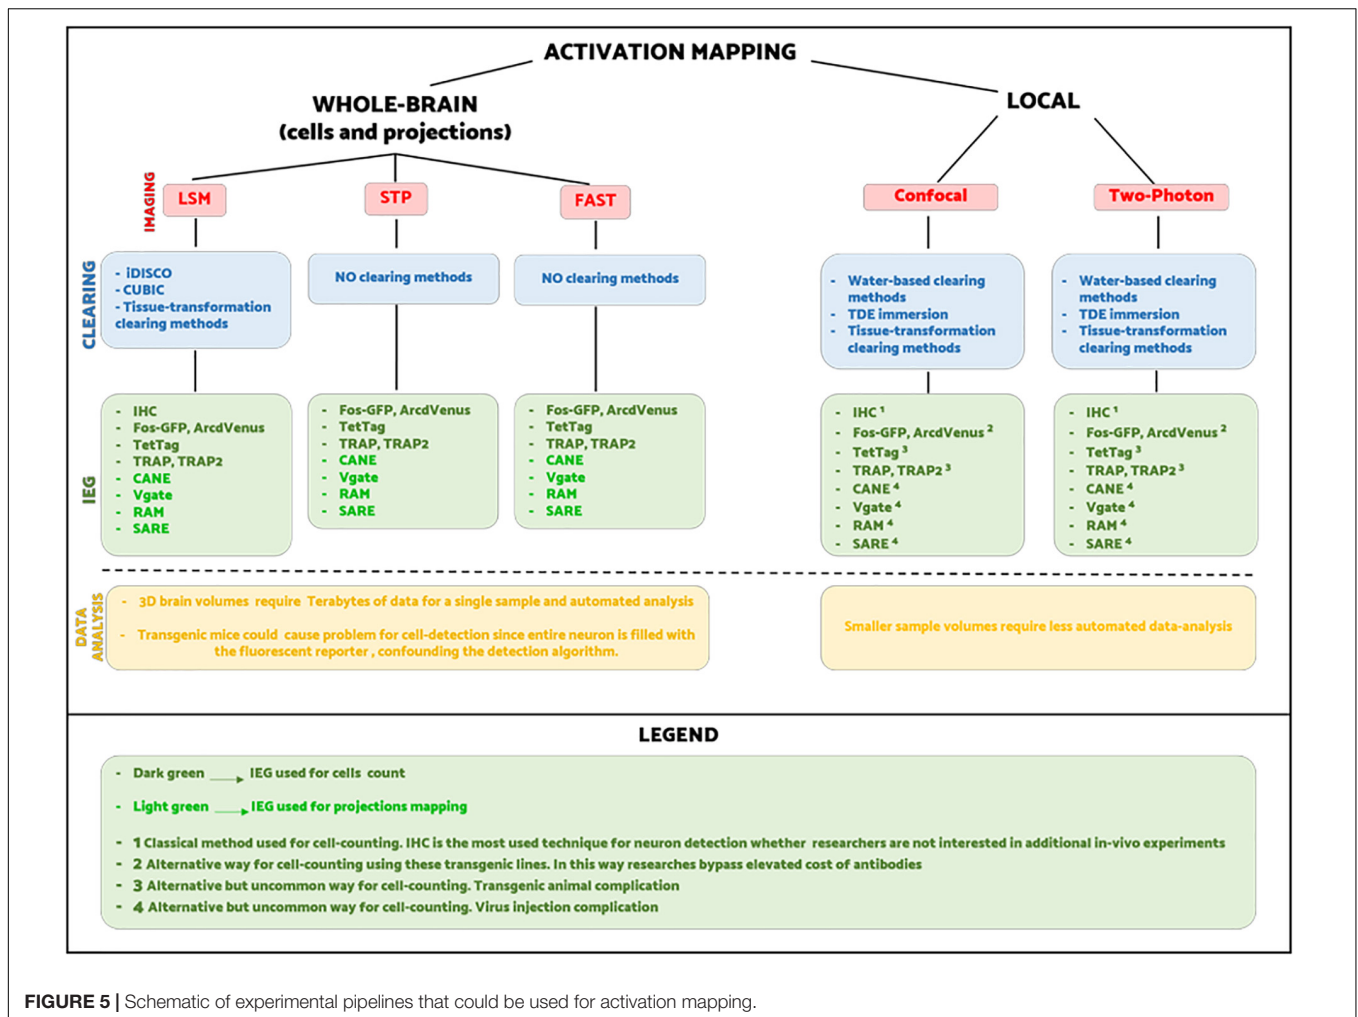 ACTIVATION MAPPING
WHOLE-BRAIN
(cells and projections)
LOCAL
IMAGING
LSM
STP
FAST
Confocal
Two-Photon
CLEARING
- iDISCO
- CUBIC
- Tissue-transformation
clearing methods
NO clearing methods
NO clearing methods
- Water-based clearing
methods
- TDE immersion
- Tissue-transformation
clearing methods
- Water-based clearing
methods
- TDE immersion
- Tissue-transformation
clearing methods
IEG
- IHC
- Fos-GFP, ArcdVenus
- TetTag
- TRAP, TRAP2
- CANE
- Vgate
- RAM
- SARE
- Fos-GFP, ArcdVenus
- TetTag
- TRAP, TRAP2
- CANE
- Vgate
- RAM
- SARE
- Fos-GFP, ArcdVenus
- TetTag
- TRAP, TRAP2
- CANE
- Vgate
- RAM
- SARE
- IHC ¹
- Fos-GFP, ArcdVenus ²
- TetTag ³
- TRAP, TRAP2 ³
- CANE ⁴
- Vgate ⁴
- RAM ⁴
- SARE ⁴
- IHC ¹
- Fos-GFP, ArcdVenus ²
- TetTag ³
- TRAP, TRAP2 ³
- CANE ⁴
- Vgate ⁴
- RAM ⁴
- SARE ⁴
DATA
ANALYSIS
- 3D brain volumes require Terabytes of data for a single sample and automated analysis
- Transgenic mice could cause problem for cell-detection since entire neuron is filled with
the fluorescent reporter , confounding the detection algorithm.
Smaller sample volumes require less automated data-analysis
LEGEND
- Dark green → IEG used for cells count
- Light green → IEG used for projections mapping
- 1 Classical method used for cell-counting. IHC is the most used technique for neuron detection whether researchers are not interested in additional in-vivo experiments
- 2 Alternative way for cell-counting using these transgenic lines. In this way researches bypass elevated cost of antibodies
- 3 Alternative but uncommon way for cell-counting. Transgenic animal complication
- 4 Alternative but uncommon way for cell-counting. Virus injection complication
FIGURE 5 | Schematic of experimental pipelines that could be used for activation mapping.